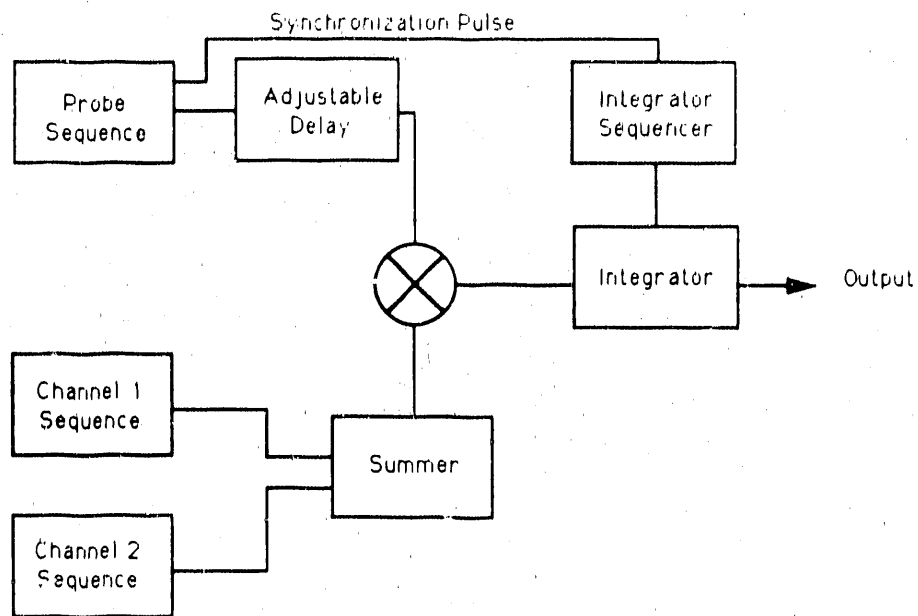 Synchronization Pulse
Probe
Sequence
Adjustable
Delay
Integrator
Sequencer
Integrator
Output
Channel 1
Sequence
Summer
Channel 2
Sequence